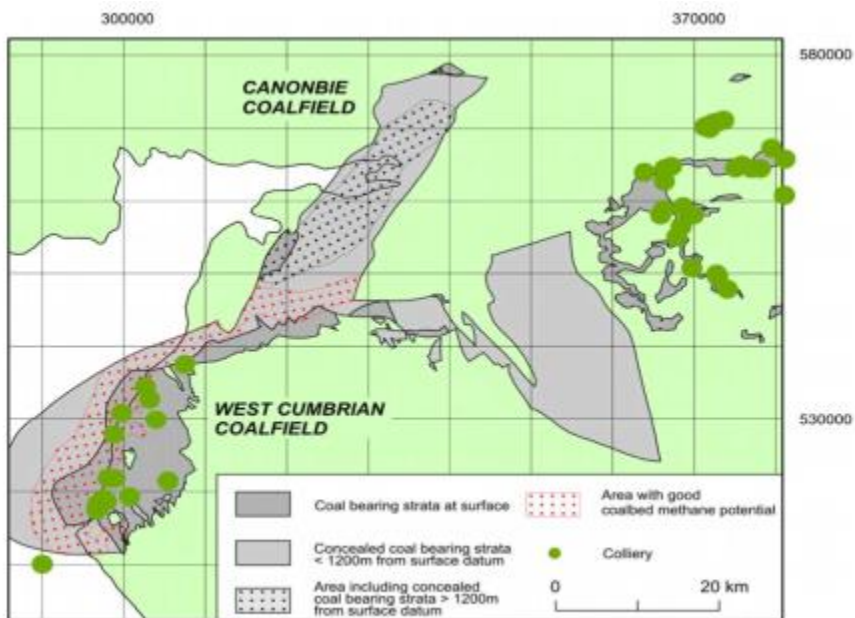 300000
370000
580000
CANONBIE
COALFIELD
WEST CUMBRIAN
COALFIELD
530000
Coal bearing strata at surface
Area with good
coalbed methane potential
Concealed coal bearing strata
< 1200m from surface datum
Colliery
Area including concealed
coal bearing strata > 1200m
from surface datum
0
20 km